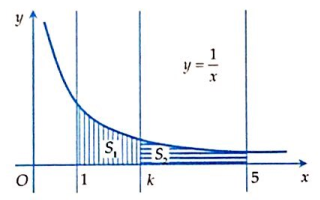 y
y = 1/x
S₁ S₂
O 1 k 5 x